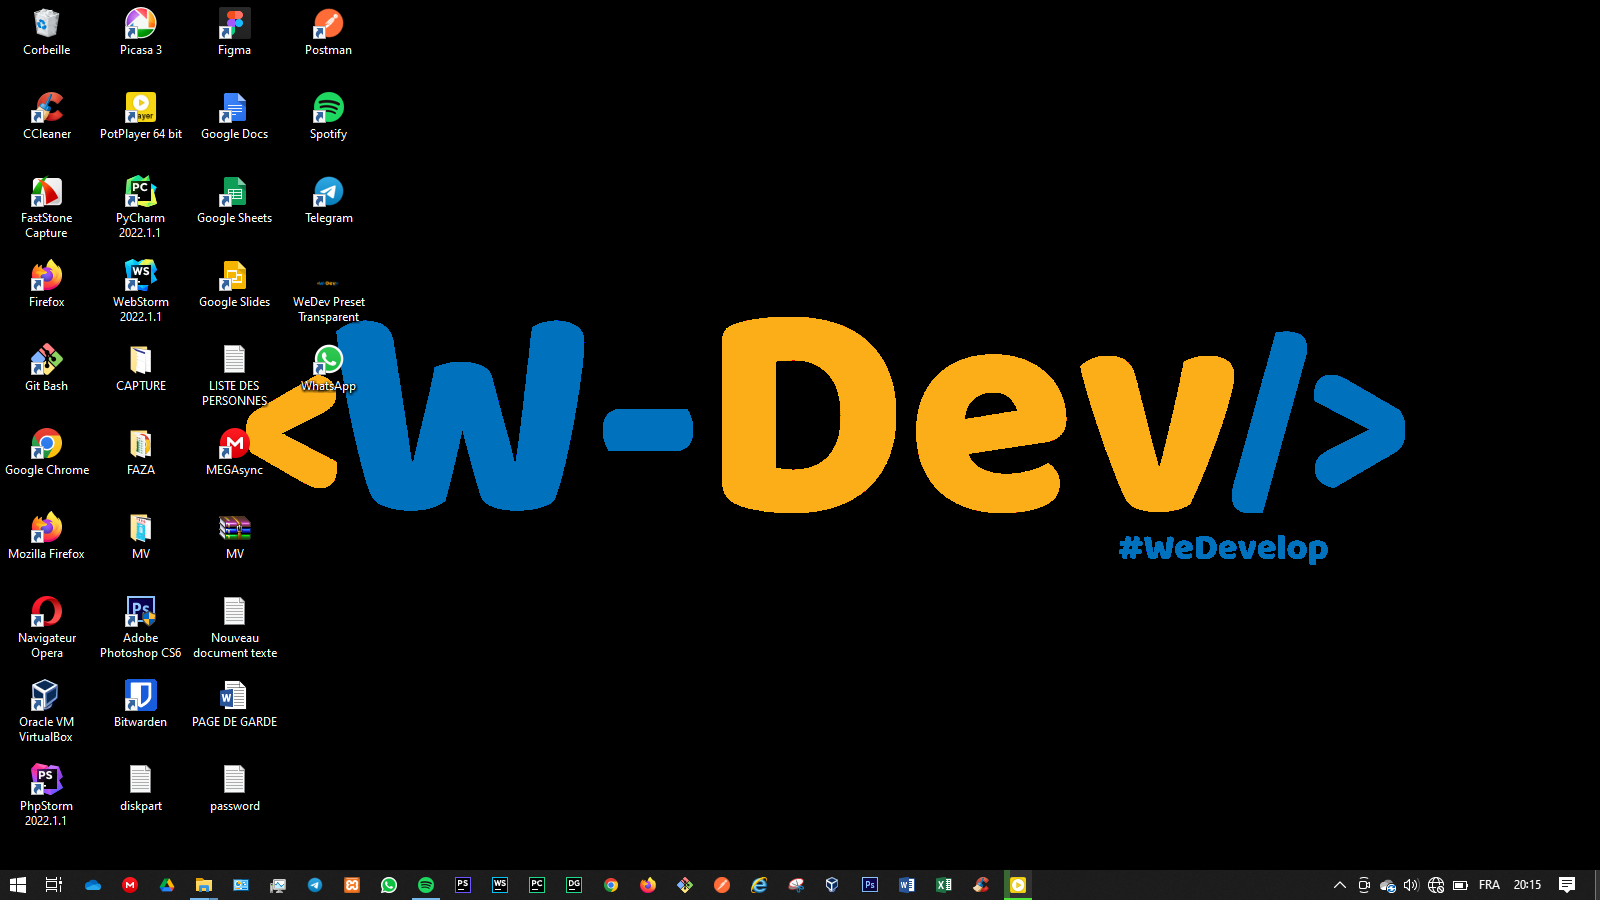 Corbeille
Picasa 3
Figma
Postman
CCleaner
PotPlayer 64 bit
Google Docs
Spotify
FastStone
Capture
PyCharm
2022.1.1
Google Sheets
Telegram
Firefox
WebStorm
2022.1.1
Google Slides
WeDev Preset
Transparent
Git Bash
CAPTURE
LISTE DES
PERSONNES
WhatsApp
Google Chrome
FAZA
MEGAsync
Mozilla Firefox
MV
MV
Navigateur
Opera
Adobe
Photoshop CS6
Nouveau
document texte
Oracle VM
VirtualBox
Bitwarden
PAGE DE GARDE
PhpStorm
2022.1.1
diskpart
password
<W-Dev/>
#WeDevelop
FRA
20:15